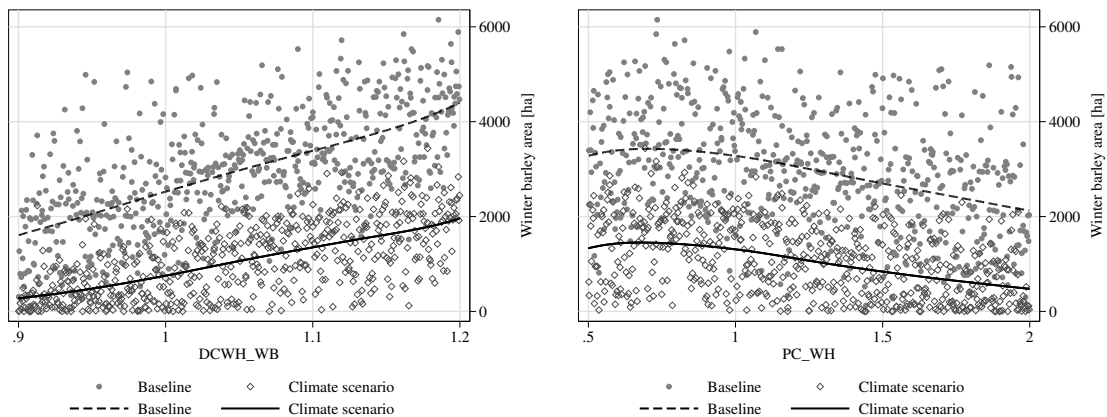 6000
4000
2000
0
Winter barley area [ha]
.9 1 1.1 1.2
DCWH_WB
Baseline Climate scenario
Baseline Climate scenario
6000
4000
2000
0
Winter barley area [ha]
.5 1 1.5 2
PC_WH
Baseline Climate scenario
Baseline Climate scenario